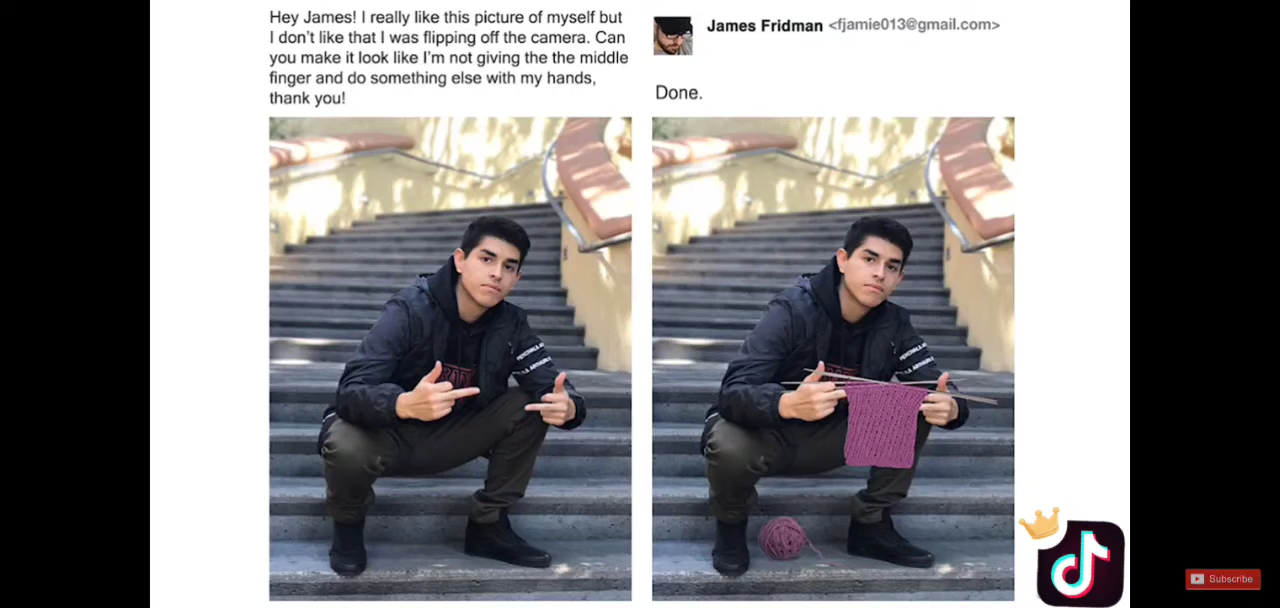 Hey James! I really like this picture of myself but
I don't like that I was flipping off the camera. Can
you make it look like I'm not giving the the middle
finger and do something else with my hands,
thank you!
James Fridman <fjamie013@gmail.com>
Done.
Subscribe